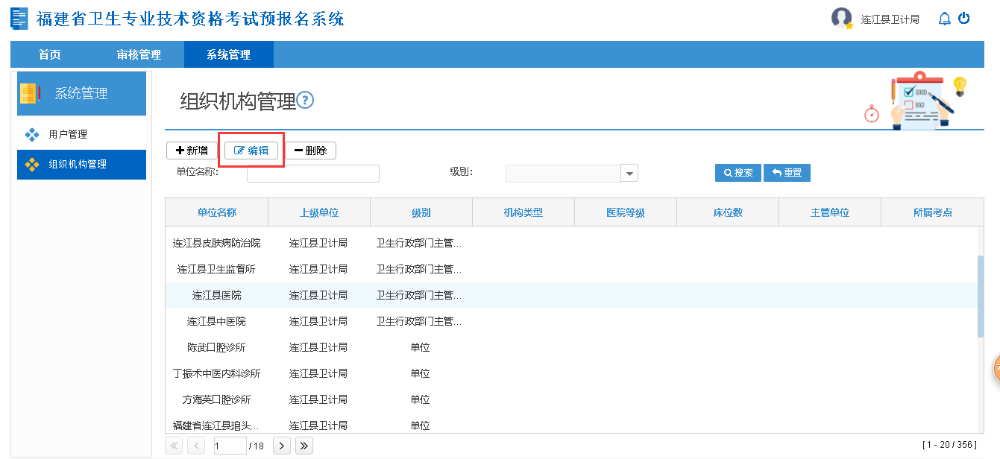 福建省卫生专业技术资格考试预报名系统
连江县卫计局
首页 审核管理 系统管理
系统管理
用户管理
组织机构管理
组织机构管理?
GOOD
BAD
新增 编辑 删除
单位名称: 级别: 搜索 重置
单位名称 上级单位 级别 机构类型 医院等级 床位数 主管单位 所属考点
连江县皮肤病防治院 连江县卫计局 卫生行政部门主管...
连江县卫生监督所 连江县卫计局 卫生行政部门主管...
连江县医院 连江县卫计局 卫生行政部门主管...
连江县中医院 连江县卫计局 卫生行政部门主管...
陈武口腔诊所 连江县卫计局 单位
丁振术中医内科诊所 连江县卫计局 单位
方海英口腔诊所 连江县卫计局 单位
福建省连江县琯头... 连江县卫计局 单位
1 / 18 [ 1 - 20 / 356 ]